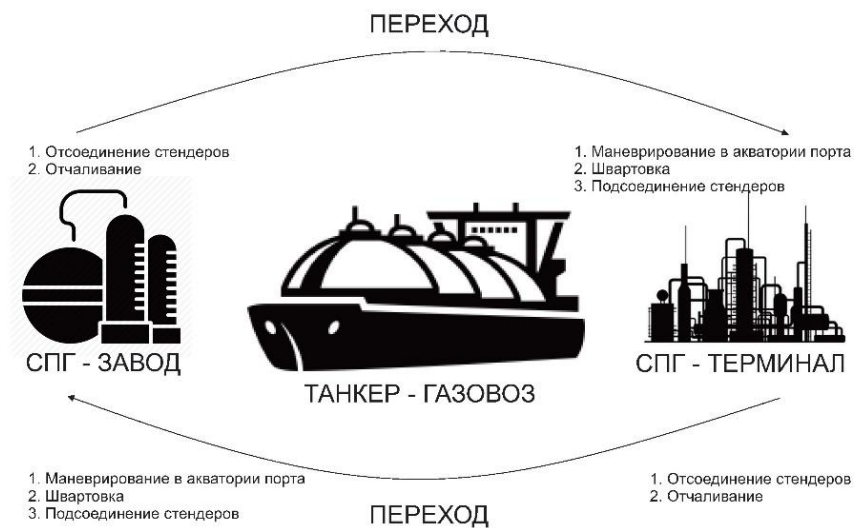 ПЕРЕХОД
1. Отсоединение стендеров
2. Отчаливание
1. Маневрирование в акватории порта
2. Швартовка
3. Подсоединение стендеров
СПГ - ЗАВОД
ТАНКЕР - ГАЗОВОЗ
СПГ - ТЕРМИНАЛ
1. Маневрирование в акватории порта
2. Швартовка
3. Подсоединение стендеров
1. Отсоединение стендеров
2. Отчаливание
ПЕРЕХОД